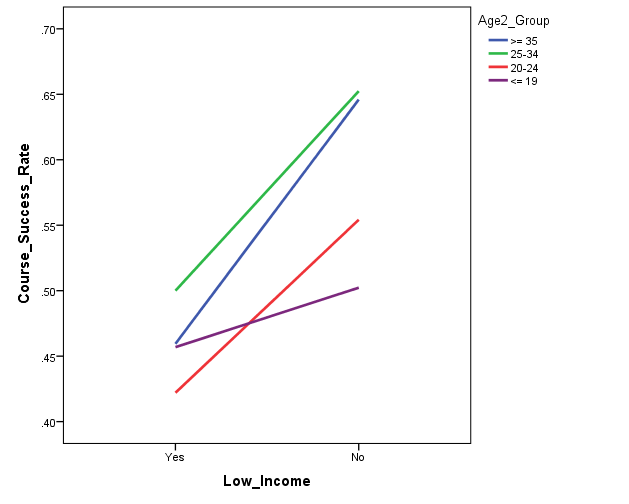 Age2_Group
>= 35
25-34
20-24
<= 19
Course_Success_Rate
.70
.65
.60
.55
.50
.45
.40
Yes
No
Low_Income